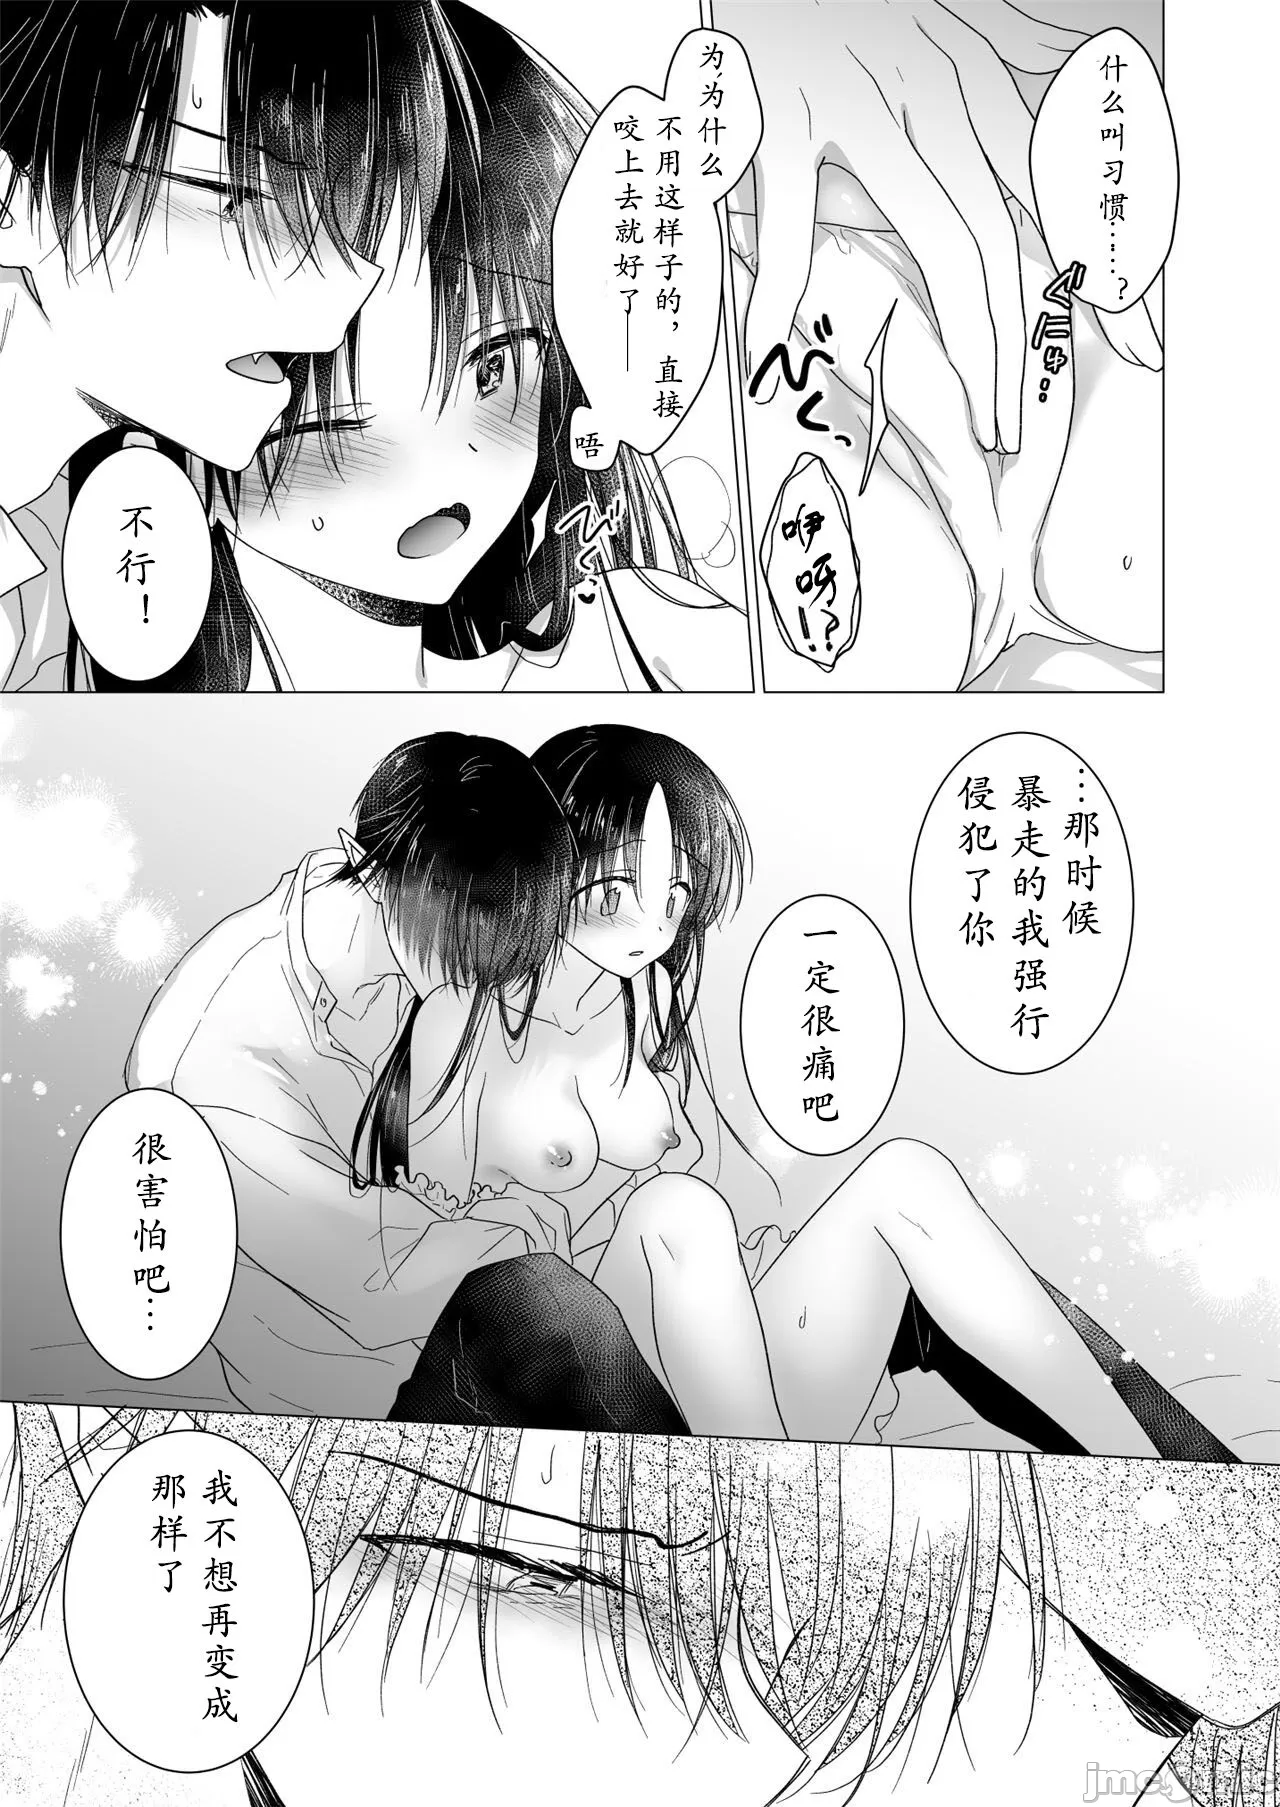 什么叫习惯……?
ぐにゅ…
びくっ
咿呀!?
为、为什么
不用这样子的，直接
咬上去就好了——
唔
びくっ
不行！
…那时候
暴走的我强行
侵犯了你
一定很痛吧
很害怕吧…
我不想再变成
那样了